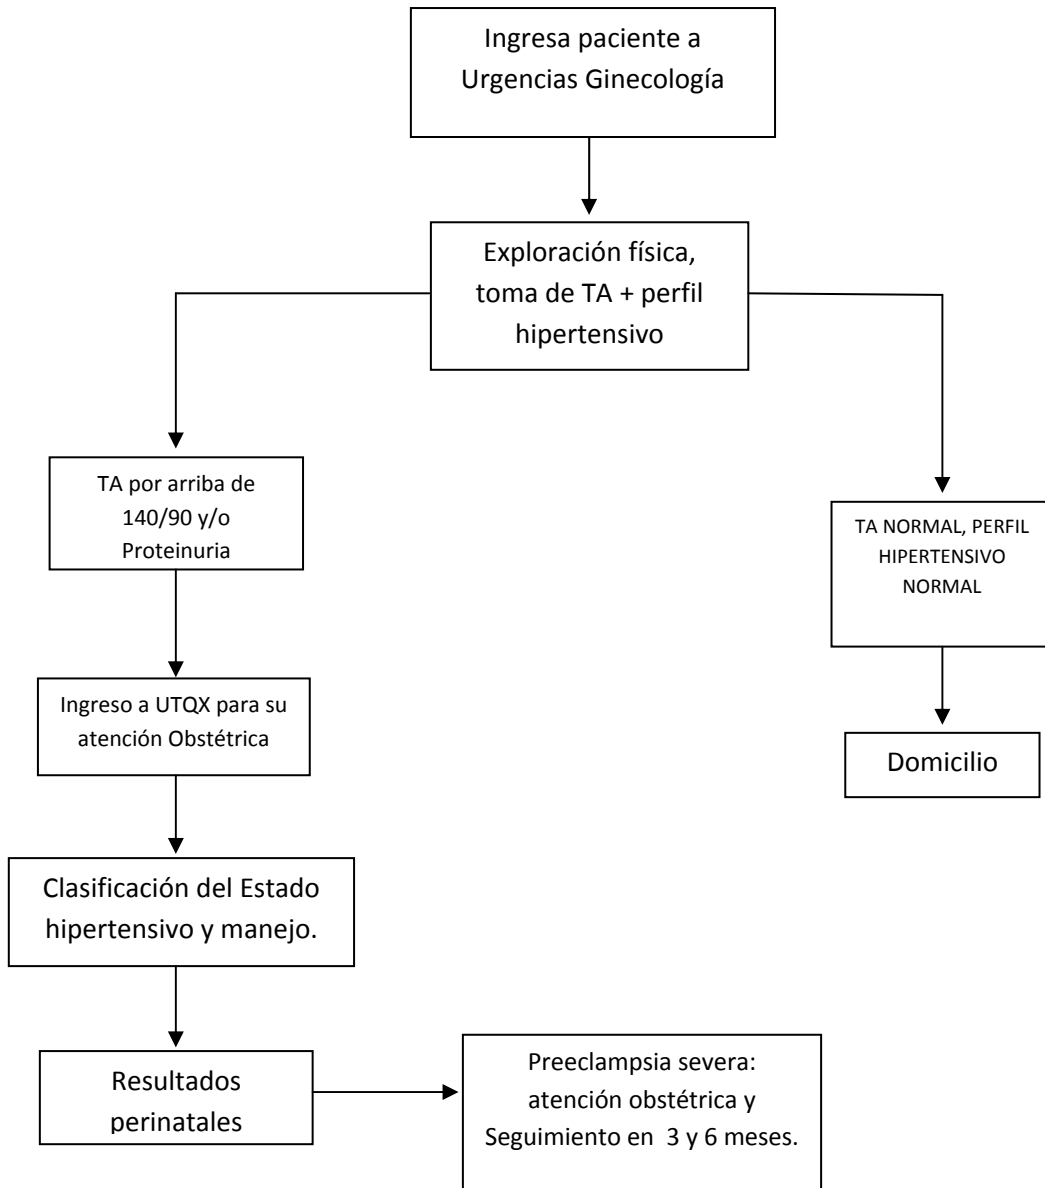 Ingresa paciente a
Urgencias Ginecología
Exploración física,
toma de TA + perfil
hipertensivo
TA por arriba de
140/90 y/o
Proteinuria
TA NORMAL, PERFIL
HIPERTENSIVO
NORMAL
Ingreso a UTQX para su
atención Obstétrica
Domicilio
Clasificación del Estado
hipertensivo y manejo.
Resultados
perinatales
Preeclampsia severa:
atención obstétrica y
Seguimiento en 3 y 6 meses.